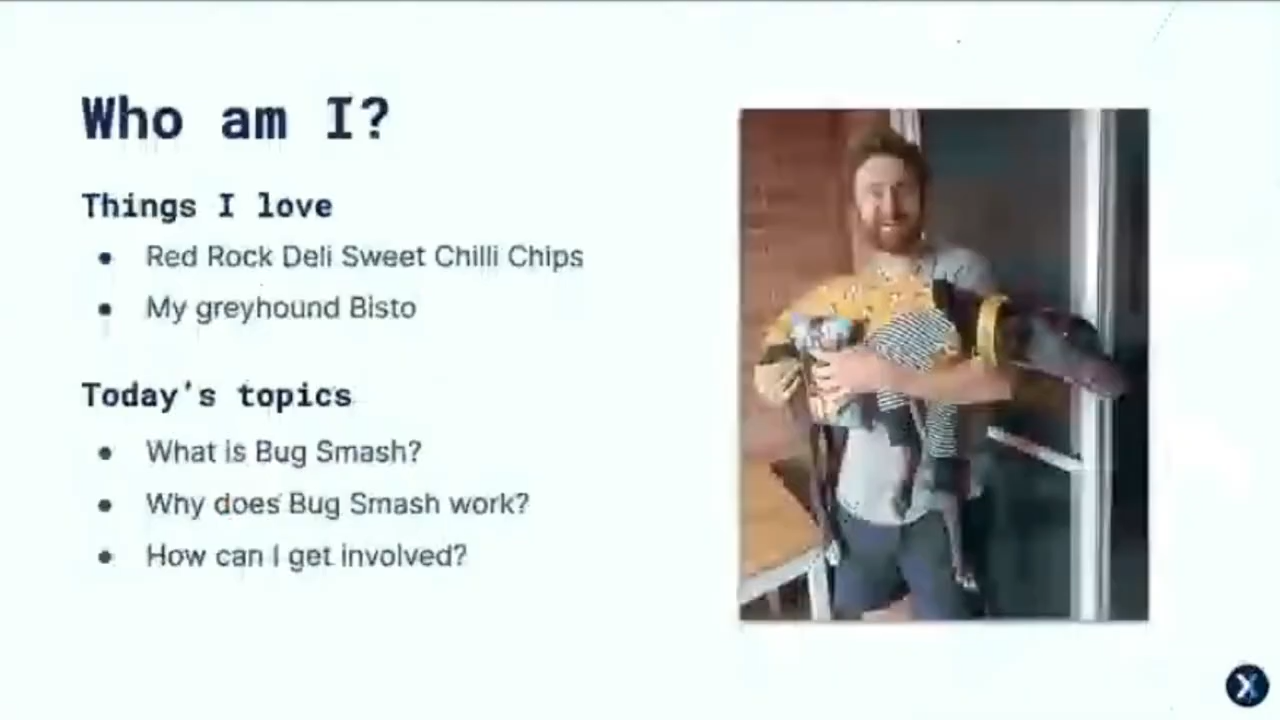 Who am I?
Things I love
• Red Rock Deli Sweet Chilli Chips
• My greyhound Bisto
Today's topics
• What is Bug Smash?
• Why does Bug Smash work?
• How can I get involved?